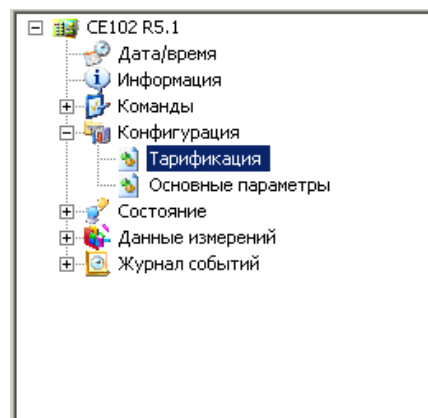 CE102 R5.1
Дата/время
Информация
Команды
Конфигурация
Тарификация
Основные параметры
Состояние
Данные измерений
Журнал событий